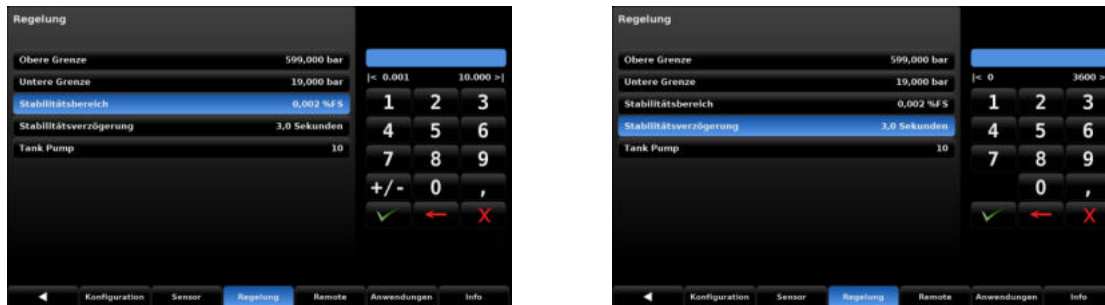 Regelung
Obere Grenze 599,000 bar
Untere Grenze 19,000 bar
Stabilitätsbereich 0,002 %FS
Stabilitätsverzögerung 3,0 Sekunden
Tank Pump 10
|< 0.001 10.000 >|
1 2 3
4 5 6
7 8 9
+/- 0 ,
X
Konfiguration Sensor Regelung Remote Anwendungen Info
Regelung
Obere Grenze 599,000 bar
Untere Grenze 19,000 bar
Stabilitätsbereich 0,002 %FS
Stabilitätsverzögerung 3,0 Sekunden
Tank Pump 10
|< 0 3600 >
1 2 3
4 5 6
7 8 9
0 ,
X
Konfiguration Sensor Regelung Remote Anwendungen Info